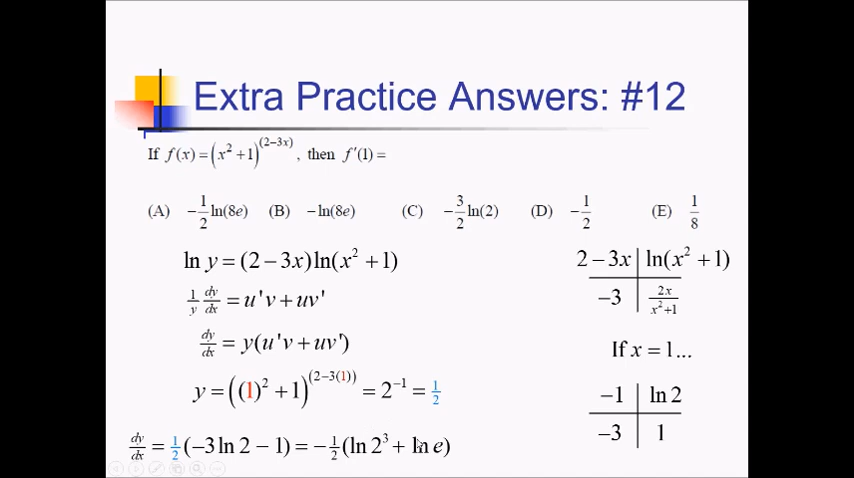 Extra Practice Answers: #12
If f(x) = (x² + 1)^(2−3x), then f′(1) =
(A) −1/2 ln(8e) (B) −ln(8e) (C) −3/2 ln(2) (D) −1/2 (E) 1/8
ln y = (2 − 3x)ln(x² + 1)
1/y dy/dx = u'v + uv'
dy/dx = y(u'v + uv')
y = ((1)² + 1)^(2−3(1)) = 2⁻¹ = 1/2
dy/dx = 1/2(−3 ln 2 − 1) = −1/2(ln 2³ + ln e)
2 − 3x | ln(x² + 1)
−3 | 2x/x²+1
If x = 1...
−1 | ln 2
−3 | 1